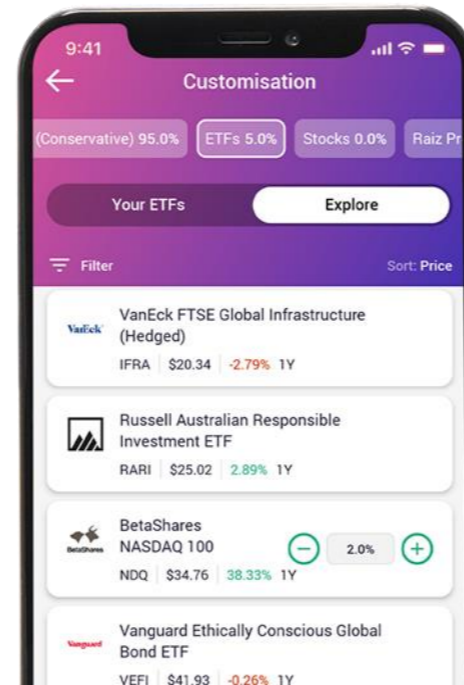 9:41
Customisation
(Conservative) 95.0% ETFs 5.0% Stocks 0.0% Raiz Pr
Your ETFs Explore
Filter Sort: Price
VanEck
VanEck FTSE Global Infrastructure
(Hedged)
IFRA $20.34 -2.79% 1Y
Russell Australian Responsible
Investment ETF
RARI $25.02 2.89% 1Y
BetaShares
BetaShares
NASDAQ 100 2.0%
NDQ $34.76 38.33% 1Y
Vanguard
Vanguard Ethically Conscious Global
Bond ETF
VEFI $41.93 -0.26% 1Y